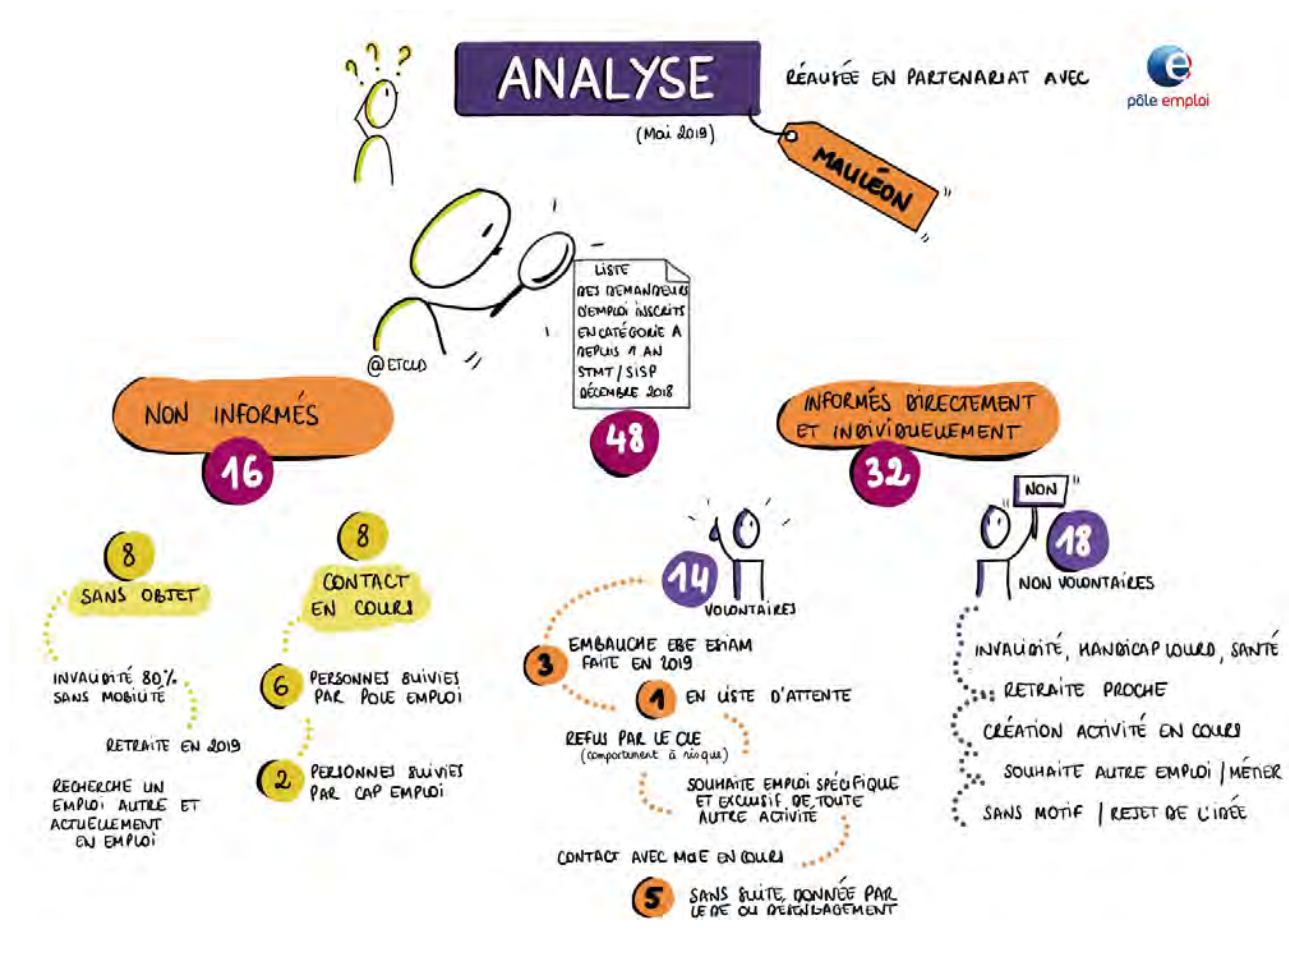 ? ? ?
ANALYSE
RÉALISÉE EN PARTENARIAT AVEC
pôle emploi
(Mai 2019)
MAULÉON
LISTE
DES DEMANDEURS
D'EMPLOI INSCRITS
EN CATÉGORIE A
DEPUIS 1 AN
STMT / SISP
DÉCEMBRE 2018
@ETCLD
48
NON INFORMÉS
16
8
SANS OBJET
INVALIDITÉ 80%
SANS MOBILITÉ
RETRAITE EN 2019
RECHERCHE UN
EMPLOI AUTRE ET
ACTUELLEMENT
EN EMPLOI
8
CONTACT
EN COURS
6
PERSONNES SUIVIES
PAR POLE EMPLOI
2
PERSONNES SUIVIES
PAR CAP EMPLOI
INFORMÉS DIRECTEMENT
ET INDIVIDUELLEMENT
32
14
VOLONTAIRES
3
EMBAUCHE EBE ESIAM
FAITE EN 2019
1
EN LISTE D'ATTENTE
REFUS PAR LE CLE
(comportement à risque)
SOUHAITE EMPLOI SPÉCIFIQUE
ET EXCLUSIF DE TOUTE
AUTRE ACTIVITÉ
CONTACT AVEC MDE EN COURS
5
SANS SUITE, DONNÉE PAR
LE DE OU DÉSENGAGEMENT
NON
18
NON VOLONTAIRES
INVALIDITÉ, HANDICAP LOURD, SANTÉ
RETRAITE PROCHE
CRÉATION ACTIVITÉ EN COURS
SOUHAITE AUTRE EMPLOI / MÉTIER
SANS MOTIF / REJET DE L'IDÉE